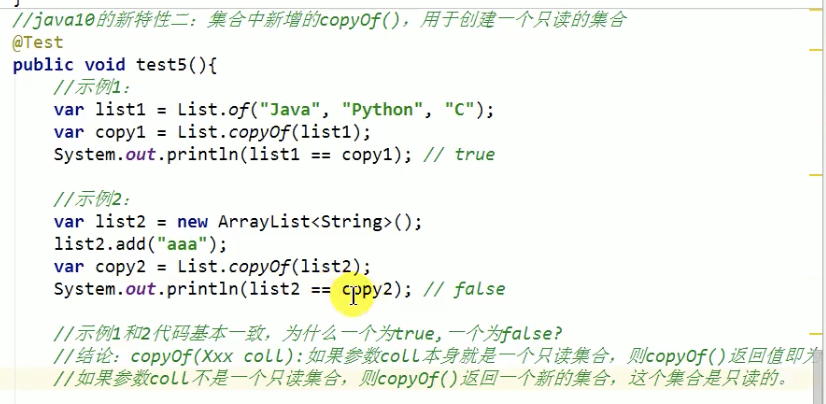 //java10的新特性二：集合中新增的copyOf()，用于创建一个只读的集合
@Test
public void test5(){
//示例1：
var list1 = List.of("Java", "Python", "C");
var copy1 = List.copyOf(list1);
System.out.println(list1 == copy1); // true
//示例2：
var list2 = new ArrayList<String>();
list2.add("aaa");
var copy2 = List.copyOf(list2);
System.out.println(list2 == copy2); // false
//示例1和2代码基本一致，为什么一个为true,一个为false?
//结论：copyOf(Xxx coll):如果参数coll本身就是一个只读集合，则copyOf()返回值即为
//如果参数coll不是一个只读集合，则copyOf()返回一个新的集合，这个集合是只读的。